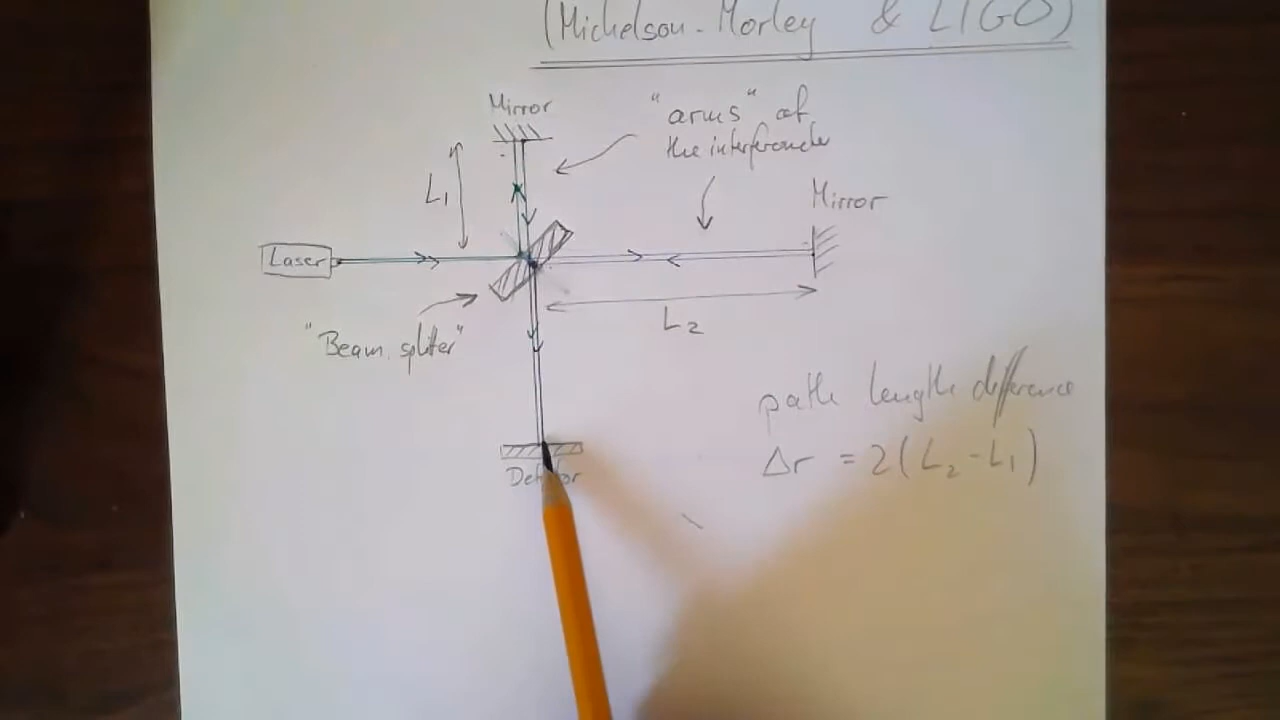 (Michelson-Morley & LIGO)
Mirror
"arms" of
the
L₁
Mirror
Laser
L₂
"Beam splitter"
path length difference
Δr = 2(L₂-L₁)